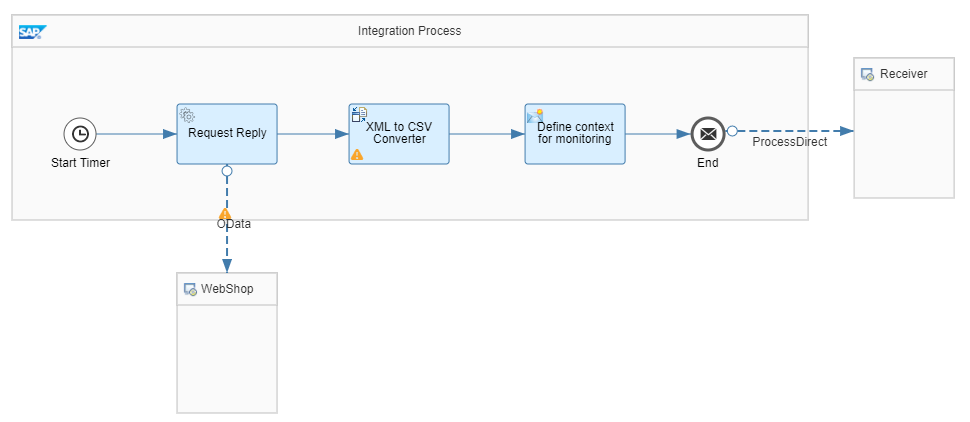 SAP
Integration Process
Receiver
Start Timer
Request Reply
XML to CSV
Converter
Define context
for monitoring
End
ProcessDirect
OData
WebShop